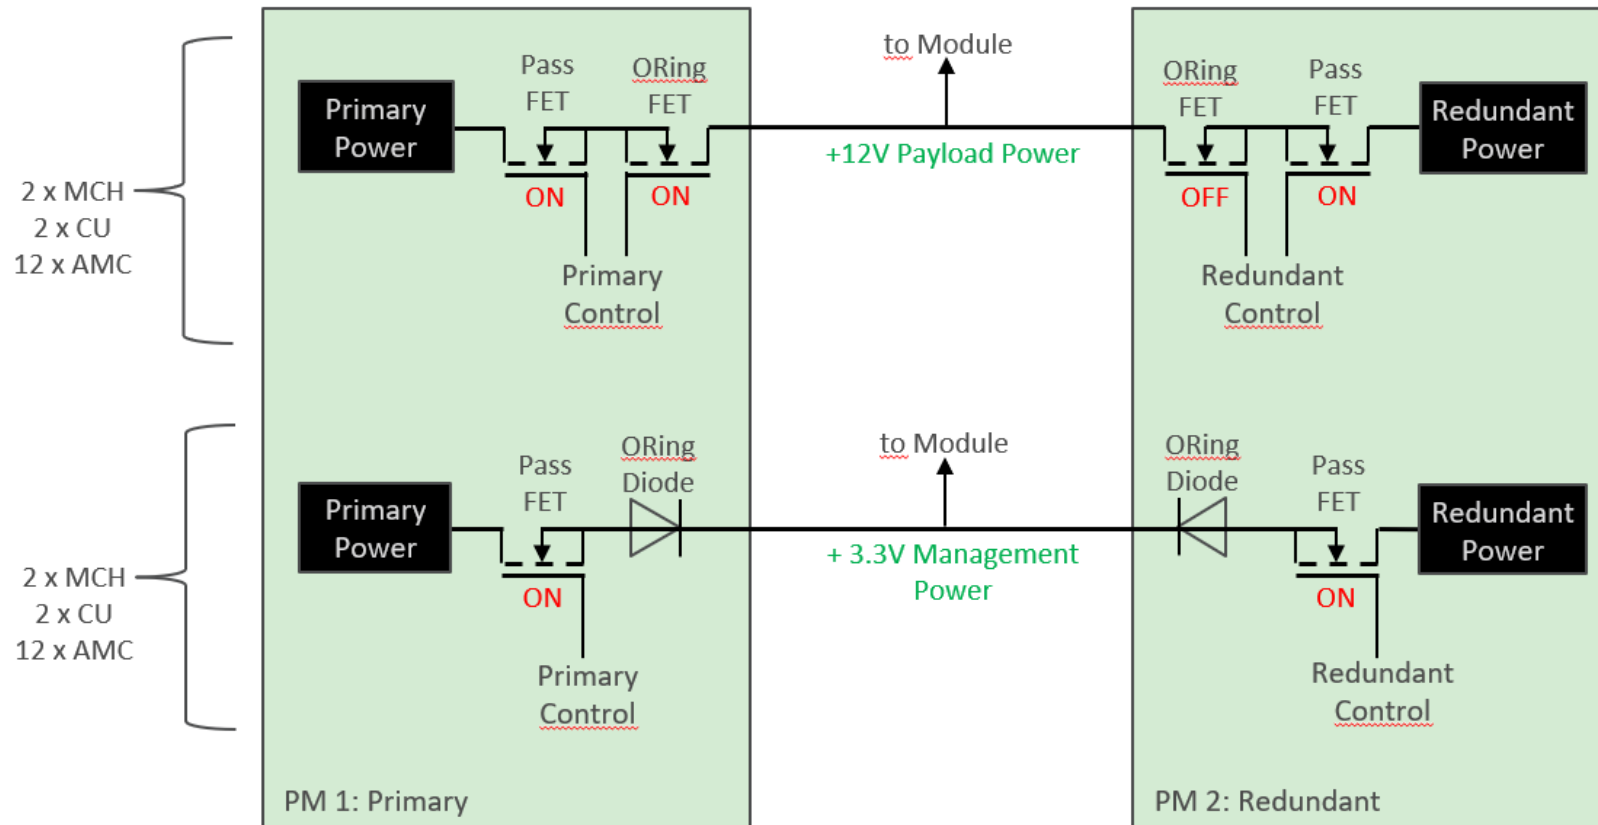 Pass
FET
ORing
FET
Primary
Power
ON
ON
Primary
Control
2 x MCH
2 x CU
12 x AMC
to Module
+12V Payload Power
ORing
FET
Pass
FET
Redundant
Power
OFF
ON
Redundant
Control
2 x MCH
2 x CU
12 x AMC
Pass
FET
ORing
Diode
Primary
Power
ON
Primary
Control
to Module
+ 3.3V Management
Power
ORing
Diode
Pass
FET
Redundant
Power
ON
Redundant
Control
PM 1: Primary
PM 2: Redundant